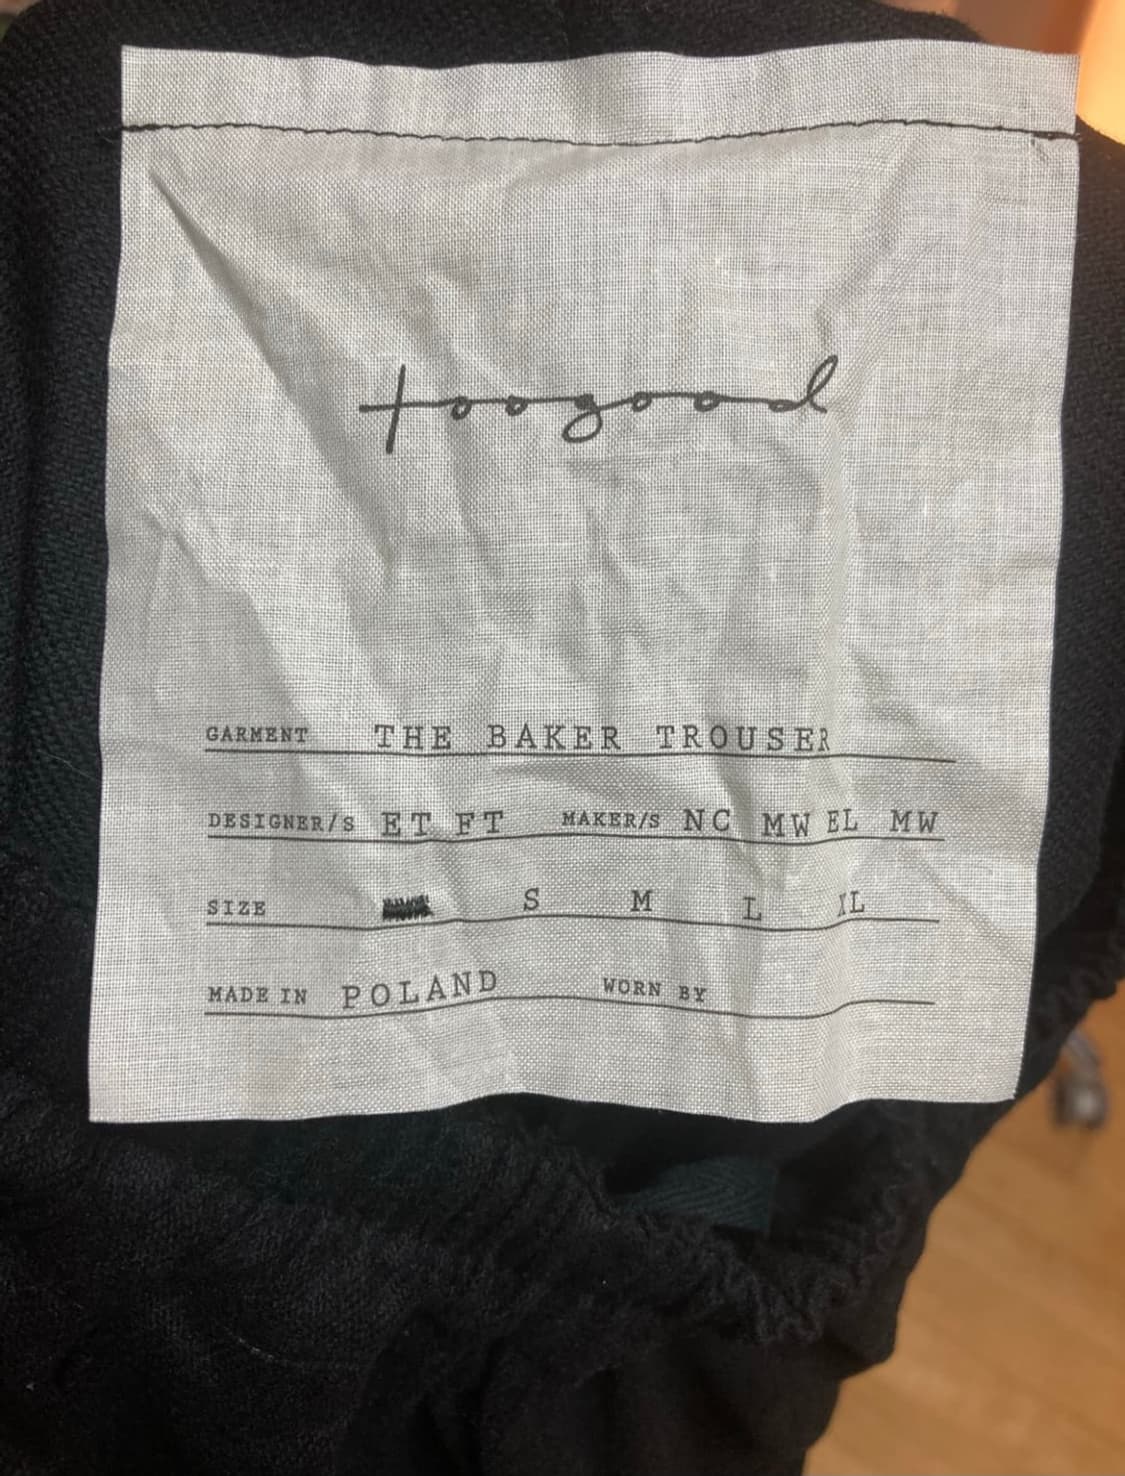 toogood
GARMENT THE BAKER TROUSER
DESIGNER/S ET FT MAKER/S NC MW EL MW
SIZE S M L XL
MADE IN POLAND WORN BY